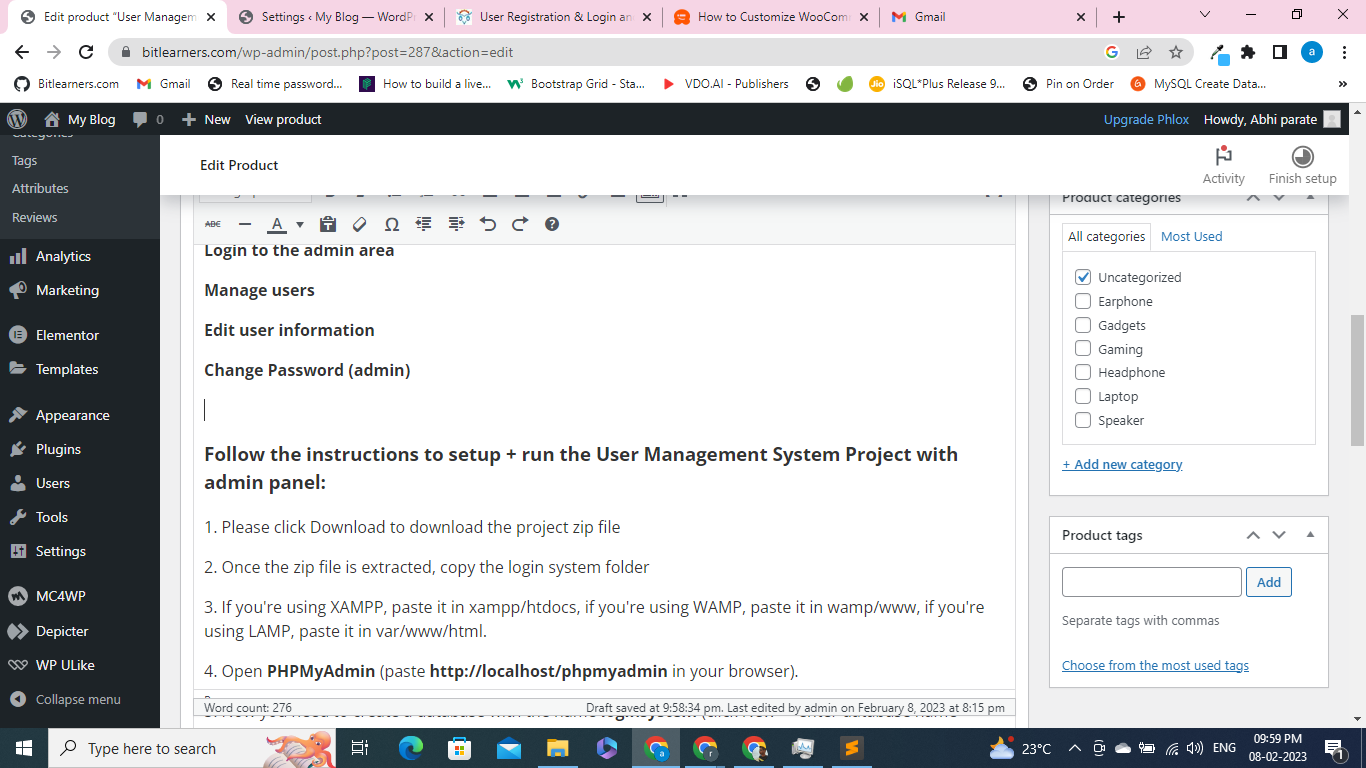 Edit product “User Managem
Settings ‹ My Blog — WordPr
User Registration & Login an
How to Customize WooCom
Gmail
bitlearners.com/wp-admin/post.php?post=287&action=edit
a
Bitlearners.com
Gmail
Real time password...
How to build a live...
Bootstrap Grid - Sta...
VDO.AI - Publishers
iSQL*Plus Release 9...
Pin on Order
MySQL Create Data...
»
My Blog
0
New
View product
Upgrade Phlox
Howdy, Abhi parate
Categories
Tags
Attributes
Reviews
Analytics
Marketing
Elementor
Templates
Appearance
Plugins
Users
Tools
Settings
MC4WP
Depicter
WP ULike
Collapse menu
Edit Product
Activity
Finish setup
ABC
A
Ω
Login to the admin area
Manage users
Edit user information
Change Password (admin)
Follow the instructions to setup + run the User Management System Project with
admin panel:
1. Please click Download to download the project zip file
2. Once the zip file is extracted, copy the login system folder
3. If you're using XAMPP, paste it in xampp/htdocs, if you're using WAMP, paste it in wamp/www, if you're
using LAMP, paste it in var/www/html.
4. Open PHPMyAdmin (paste http://localhost/phpmyadmin in your browser).
Word count: 276
Draft saved at 9:58:34 pm. Last edited by admin on February 8, 2023 at 8:15 pm
Product categories
All categories
Most Used
Uncategorized
Earphone
Gadgets
Gaming
Headphone
Laptop
Speaker
+ Add new category
Product tags
Add
Separate tags with commas
Choose from the most used tags
Type here to search
23°C
ENG
09:59 PM
08-02-2023
1